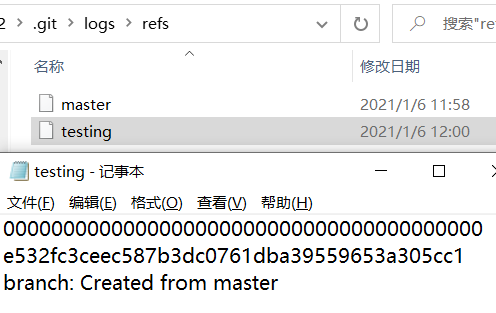 2 > .git > logs > refs 搜索"re
名称 修改日期
master 2021/1/6 11:58
testing 2021/1/6 12:00
testing - 记事本
文件(F) 编辑(E) 格式(O) 查看(V) 帮助(H)
0000000000000000000000000000000000000000
e532fc3ceec587b3dc0761dba39559653a305cc1
branch: Created from master